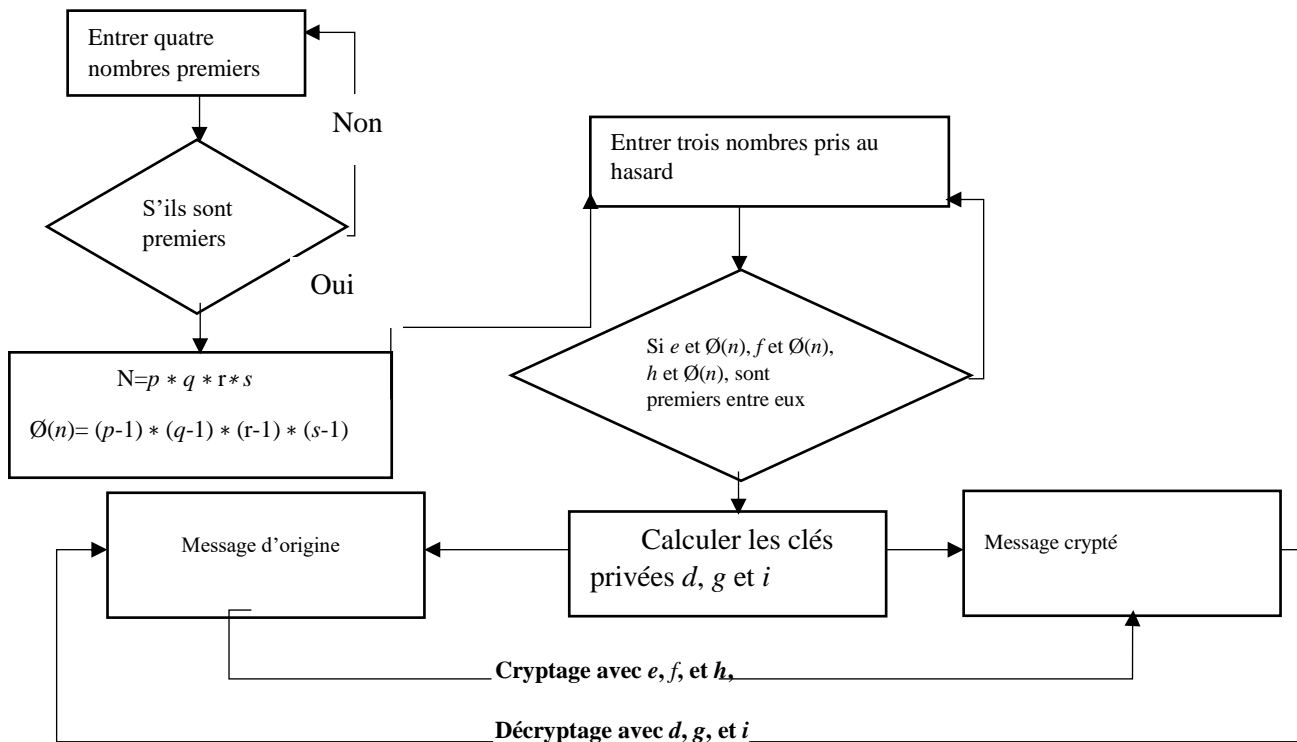 Entrer quatre
nombres premiers
Non
S’ils sont
premiers
Oui
N=p * q * r* s
Ø(n)= (p-1) * (q-1) * (r-1) * (s-1)
Entrer trois nombres pris au
hasard
Si e et Ø(n), f et Ø(n),
h et Ø(n), sont
premiers entre eux
Message d’origine
Calculer les clés
privées d, g et i
Message crypté
Cryptage avec e, f, et h,
Décryptage avec d, g, et i